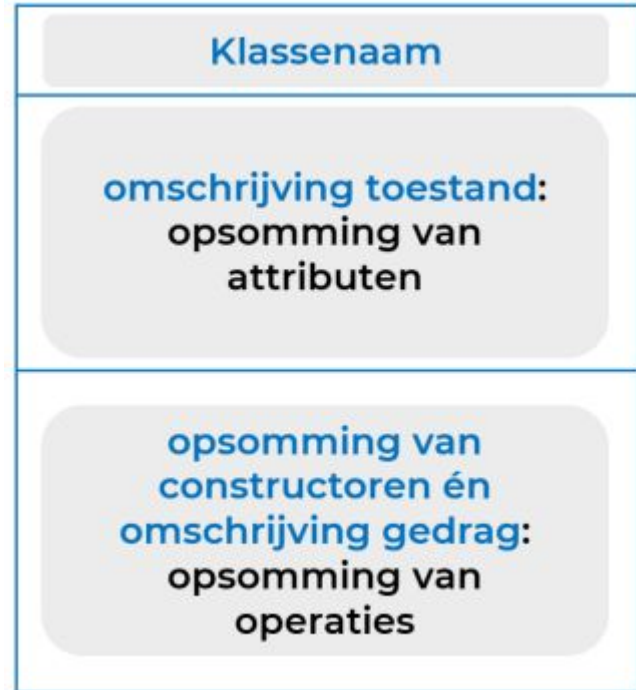 Klassenaam
omschrijving toestand:
opsomming van
attributen
opsomming van
constructoren én
omschrijving gedrag:
opsomming van
operaties